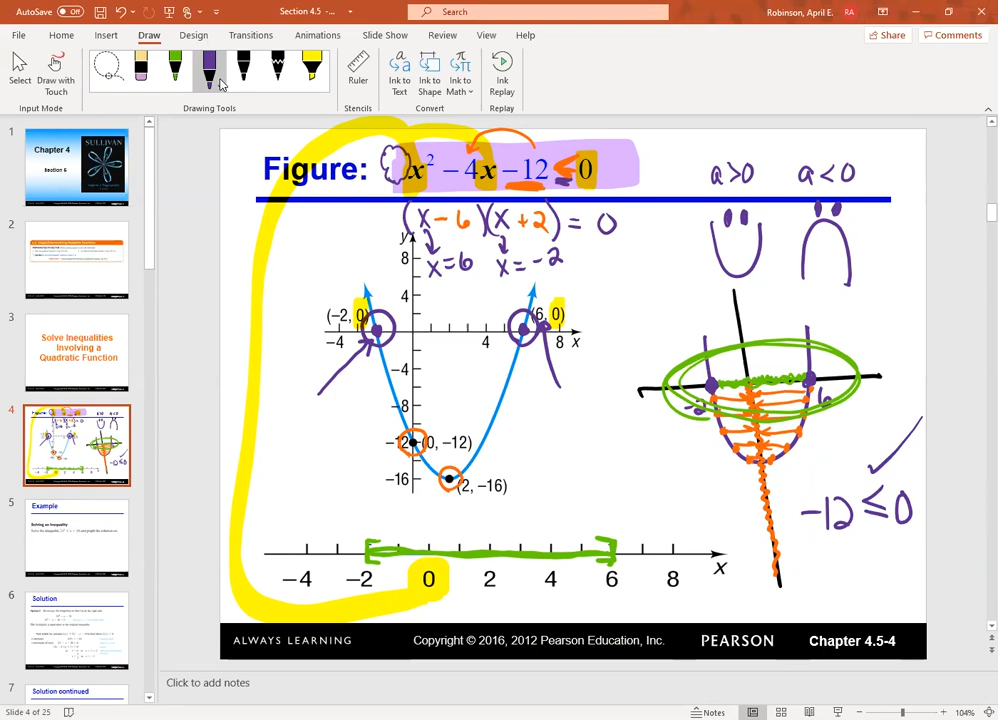 AutoSave Off
Section 4.5 -...
Search
Robinson, April E. RA
File Home Insert Draw Design Transitions Animations Slide Show Review View Help
Share Comments
Select Draw with Touch Ruler Ink to Text Ink to Shape Ink to Math Ink Replay
Input Mode Drawing Tools Stencils Convert Replay
1
Chapter 4
Section 5
SULLIVAN
2
3
Solve Inequalities
Involving a
Quadratic Function
4
5
Example
6
Solution
7
Solution continued
Figure: x² − 4x − 12 ≤ 0
a>0 a<0
(x − 6)(x + 2) = 0
x=6 x=-2
y
8
4
(−2, 0) (6, 0)
−4 4 8 x
−4
−8
−12 (0, −12)
−16 (2, −16)
-2 6
-12 ≤ 0
−4 −2 0 2 4 6 8 x
ALWAYS LEARNING Copyright © 2016, 2012 Pearson Education, Inc. PEARSON Chapter 4.5-4
Click to add notes
Slide 4 of 25 Notes 104%